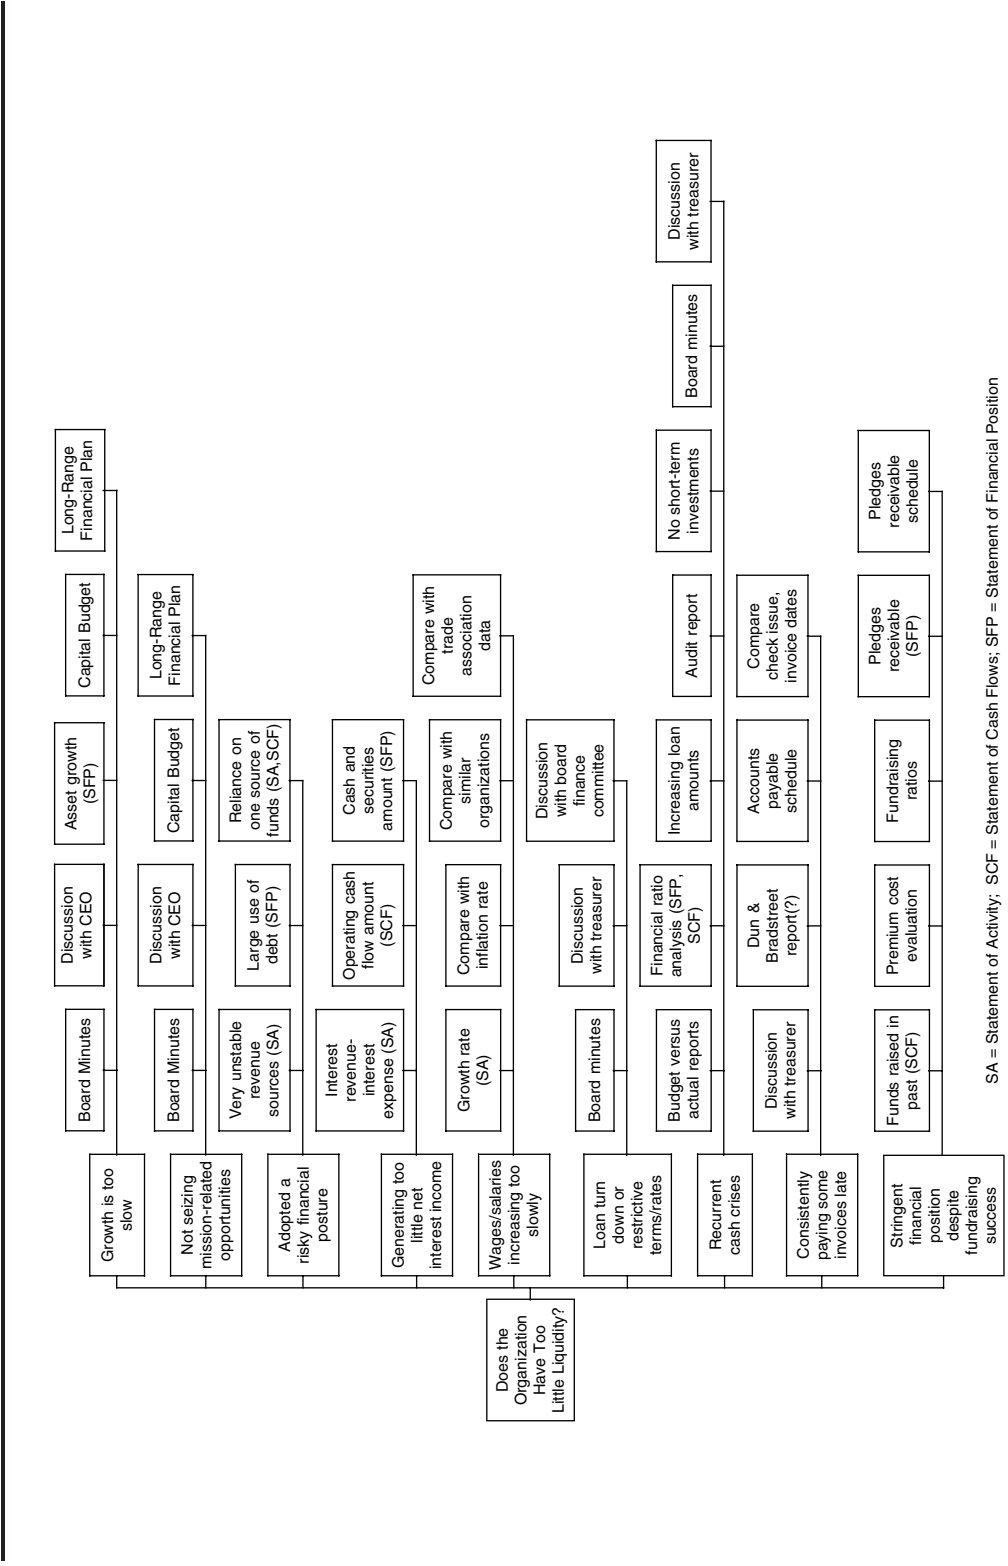 Does the
Organization
Have Too
Little Liquidity?
Growth is too
slow
Board Minutes
Discussion
with CEO
Asset growth
(SFP)
Capital Budget
Long-Range
Financial Plan
Not seizing
mission-related
opportunities
Board Minutes
Discussion
with CEO
Capital Budget
Long-Range
Financial Plan
Adopted a
risky financial
posture
Very unstable
revenue
sources (SA)
Large use of
debt (SFP)
Reliance on
one source of
funds (SA,SCF)
Generating too
little net
interest income
Interest
revenue-
interest
expense (SA)
Operating cash
flow amount
(SCF)
Cash and
securities
amount (SFP)
Wages/salaries
increasing too
slowly
Growth rate
(SA)
Compare with
inflation rate
Compare with
similar
organizations
Compare with
trade
association
data
Loan turn
down or
restrictive
terms/rates
Board minutes
Discussion
with treasurer
Discussion
with board
finance
committee
Recurrent
cash crises
Budget versus
actual reports
Financial ratio
analysis (SFP,
SCF)
Increasing loan
amounts
Audit report
No short-term
investments
Board minutes
Discussion
with treasurer
Consistently
paying some
invoices late
Discussion
with treasurer
Dun &
Bradstreet
report(?)
Accounts
payable
schedule
Compare
check issue,
invoice dates
Stringent
financial
position
despite
fundraising
success
Funds raised in
past (SCF)
Premium cost
evaluation
Fundraising
ratios
Pledges
receivable
(SFP)
Pledges
receivable
schedule
SA = Statement of Activity; SCF = Statement of Cash Flows; SFP = Statement of Financial Position